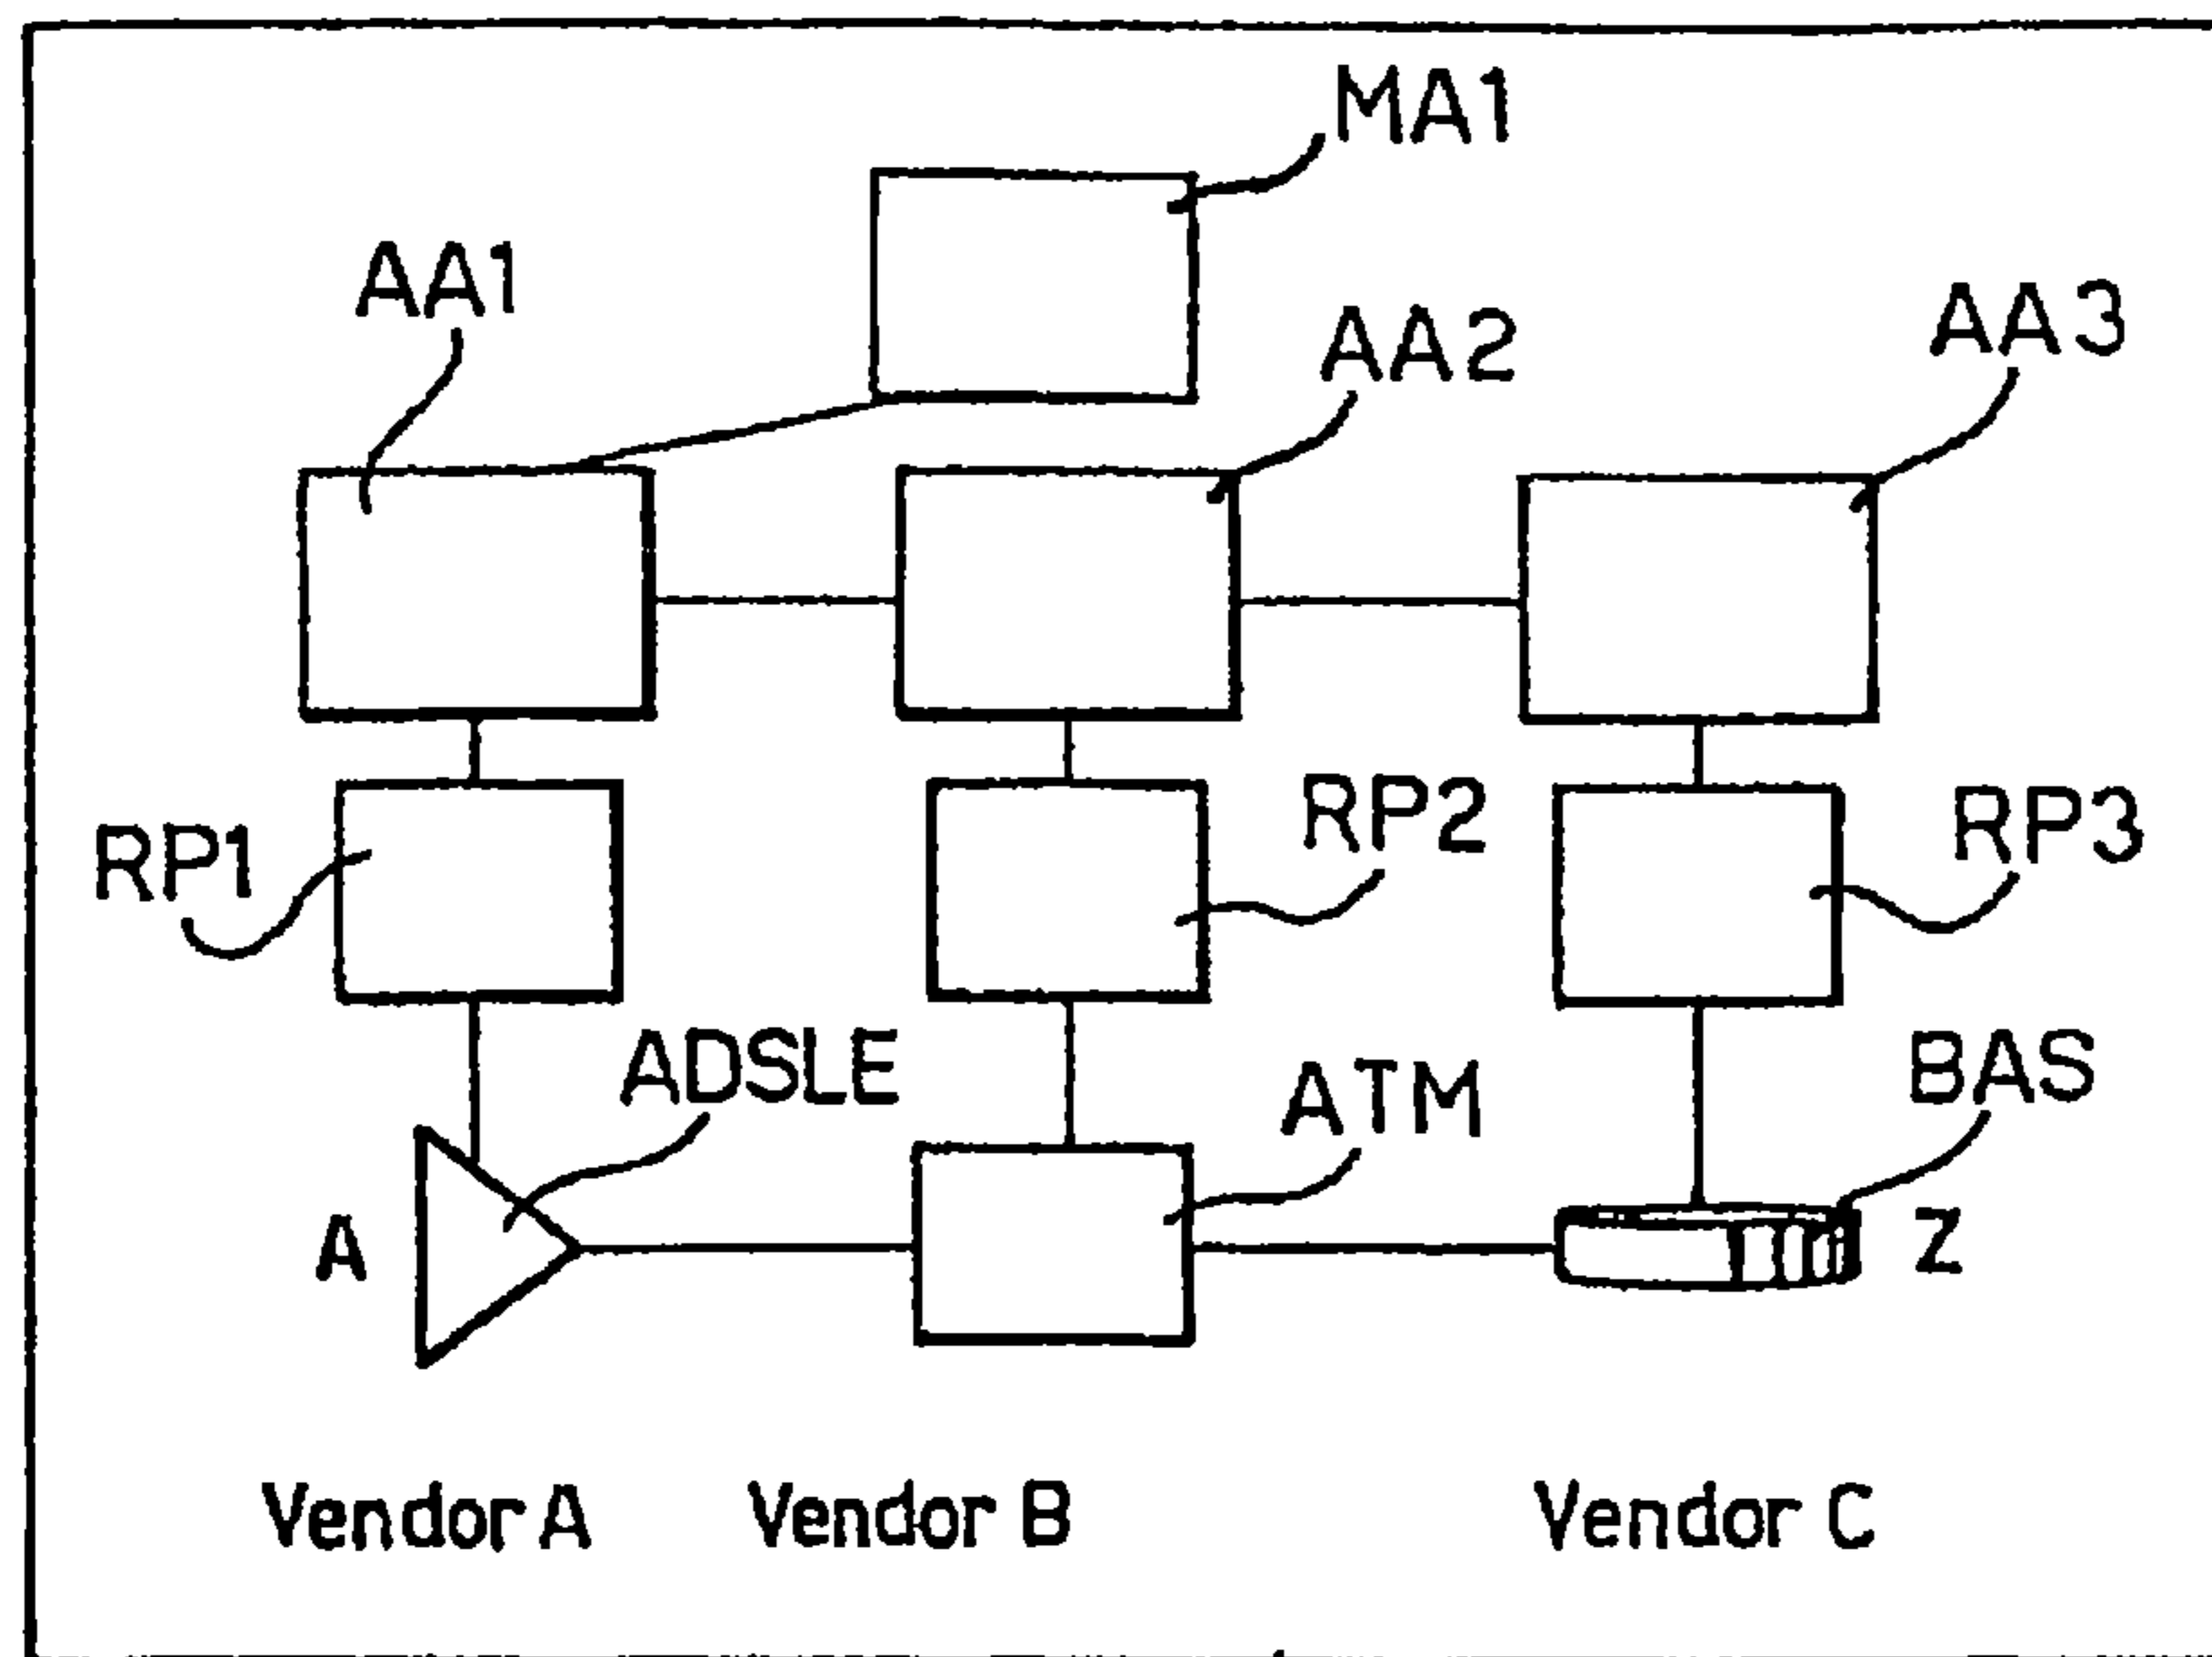 MA1
AA1
AA2
AA3
RP1
RP2
RP3
ADSLE
ATM
BAS
A
Z
Vendor A
Vendor B
Vendor C